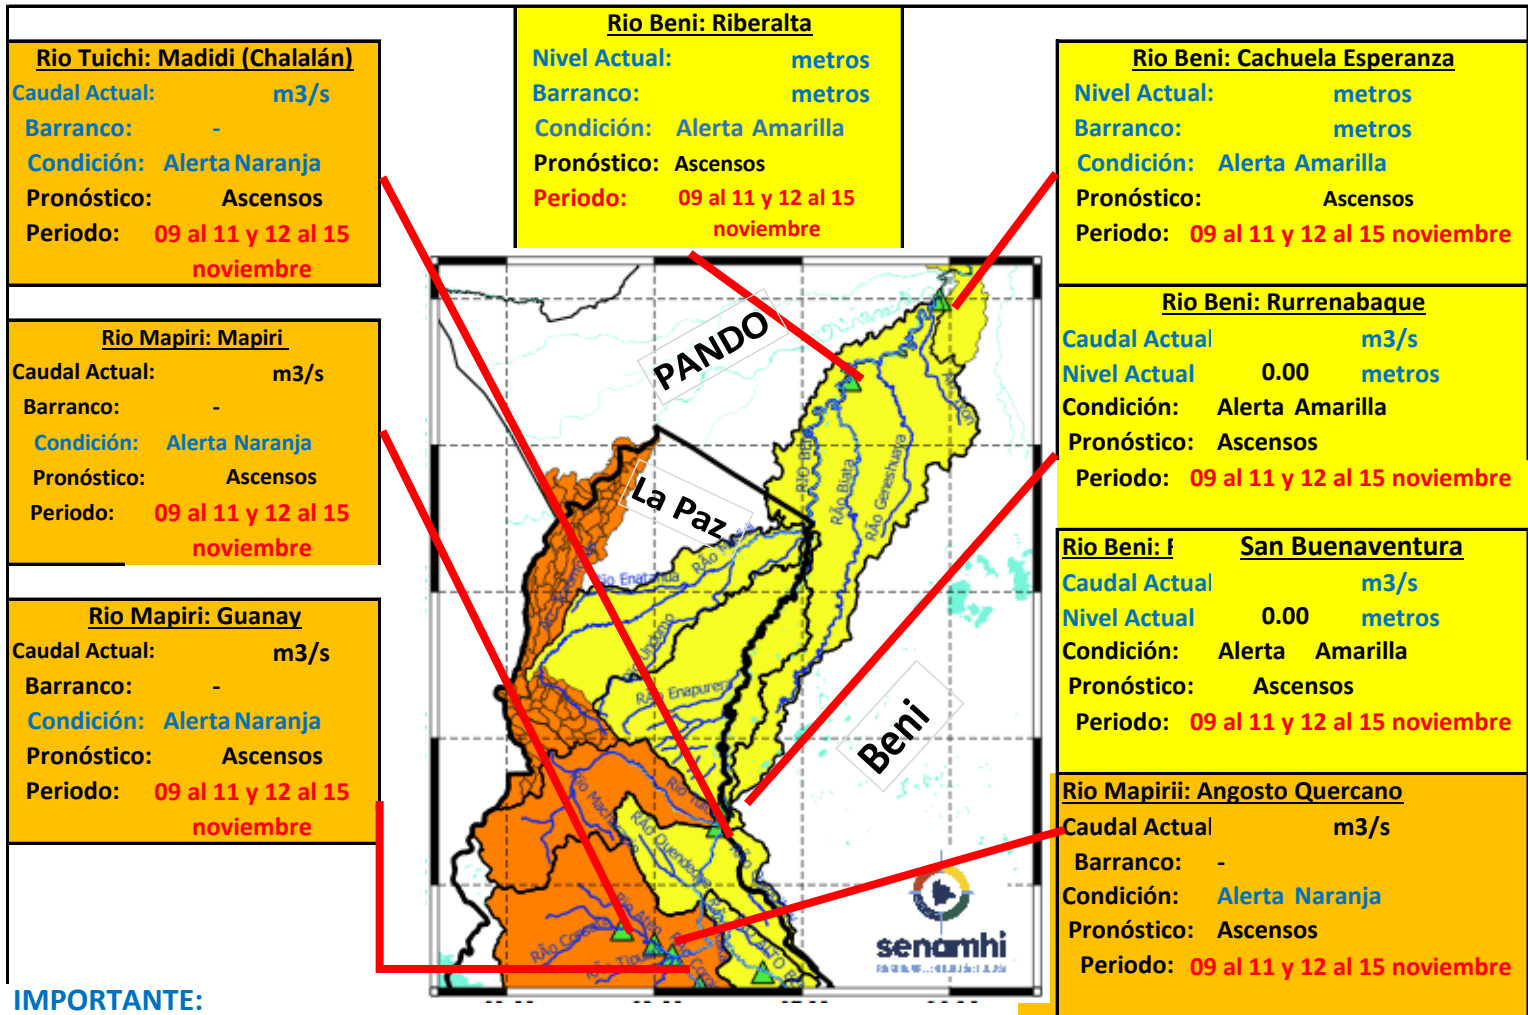 Rio Tuichi: Madidi (Chalalán)
Caudal Actual: m3/s
Barranco: -
Condición: Alerta Naranja
Pronóstico: Ascensos
Periodo: 09 al 11 y 12 al 15
noviembre
Rio Mapiri: Mapiri
Caudal Actual: m3/s
Barranco: -
Condición: Alerta Naranja
Pronóstico: Ascensos
Periodo: 09 al 11 y 12 al 15
noviembre
Rio Mapiri: Guanay
Caudal Actual: m3/s
Barranco: -
Condición: Alerta Naranja
Pronóstico: Ascensos
Periodo: 09 al 11 y 12 al 15
noviembre
Rio Beni: Riberalta
Nivel Actual: metros
Barranco: metros
Condición: Alerta Amarilla
Pronóstico: Ascensos
Periodo: 09 al 11 y 12 al 15
noviembre
Rio Beni: Cachuela Esperanza
Nivel Actual: metros
Barranco: metros
Condición: Alerta Amarilla
Pronóstico: Ascensos
Periodo: 09 al 11 y 12 al 15 noviembre
Rio Beni: Rurrenabaque
Caudal Actual m3/s
Nivel Actual 0.00 metros
Condición: Alerta Amarilla
Pronóstico: Ascensos
Periodo: 09 al 11 y 12 al 15 noviembre
Rio Beni: San Buenaventura
Caudal Actual m3/s
Nivel Actual 0.00 metros
Condición: Alerta Amarilla
Pronóstico: Ascensos
Periodo: 09 al 11 y 12 al 15 noviembre
Rio Mapirii: Angosto Quercano
Caudal Actual m3/s
Barranco: -
Condición: Alerta Naranja
Pronóstico: Ascensos
Periodo: 09 al 11 y 12 al 15 noviembre
PANDO
La Paz
Beni
RÃo Biata
RÃo Geneshuaya
RÃo Enapurera
RÃo Quendeque
senamhi
IMPORTANTE: